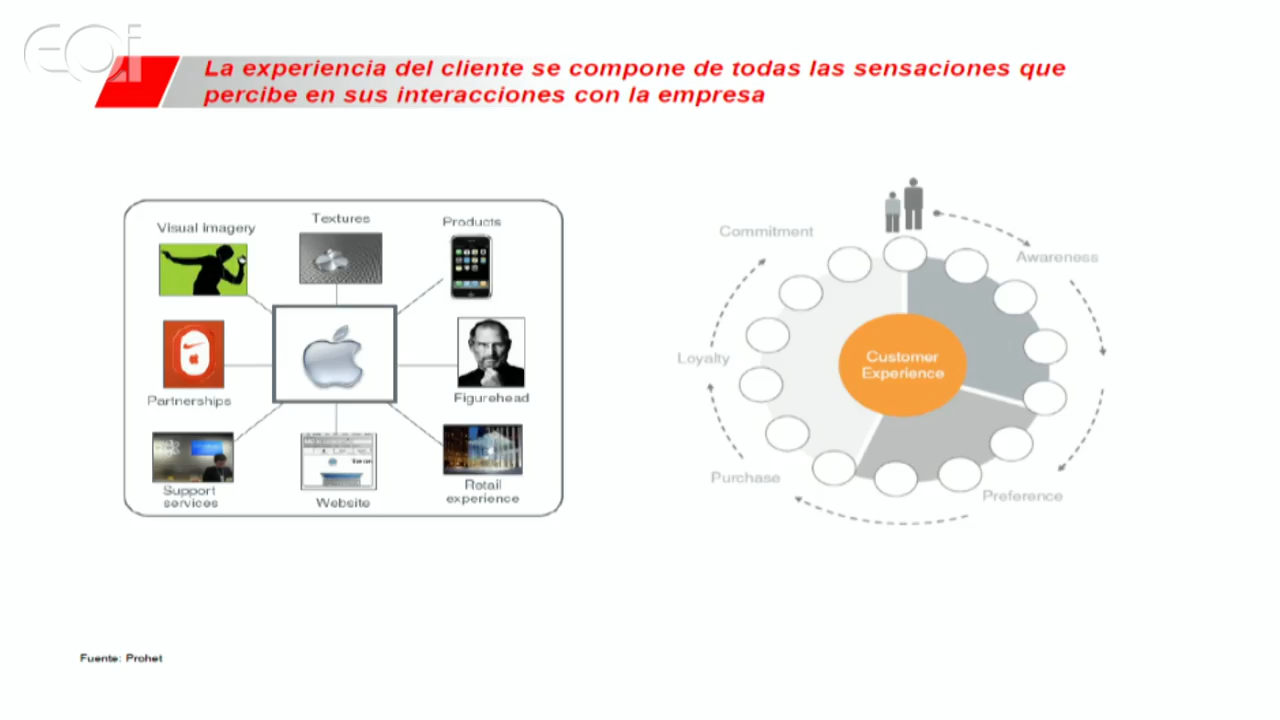 eoi
La experiencia del cliente se compone de todas las sensaciones que
percibe en sus interacciones con la empresa
Visual imagery
Textures
Products
Partnerships
Figurehead
Support
services
Website
Retail
experience
Commitment
Awareness
Loyalty
Customer
Experience
Purchase
Preference
Fuente: Prohet